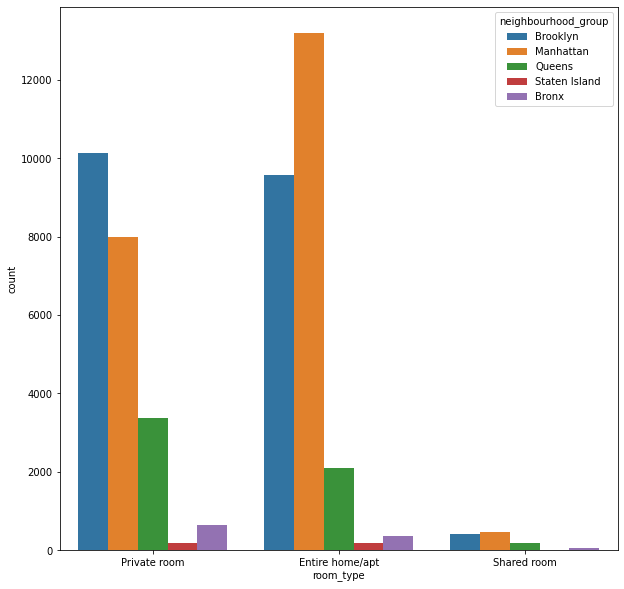 neighbourhood_group
Brooklyn
Manhattan
Queens
Staten Island
Bronx
12000
10000
8000
6000
4000
2000
0
count
Private room
Entire home/apt
Shared room
room_type